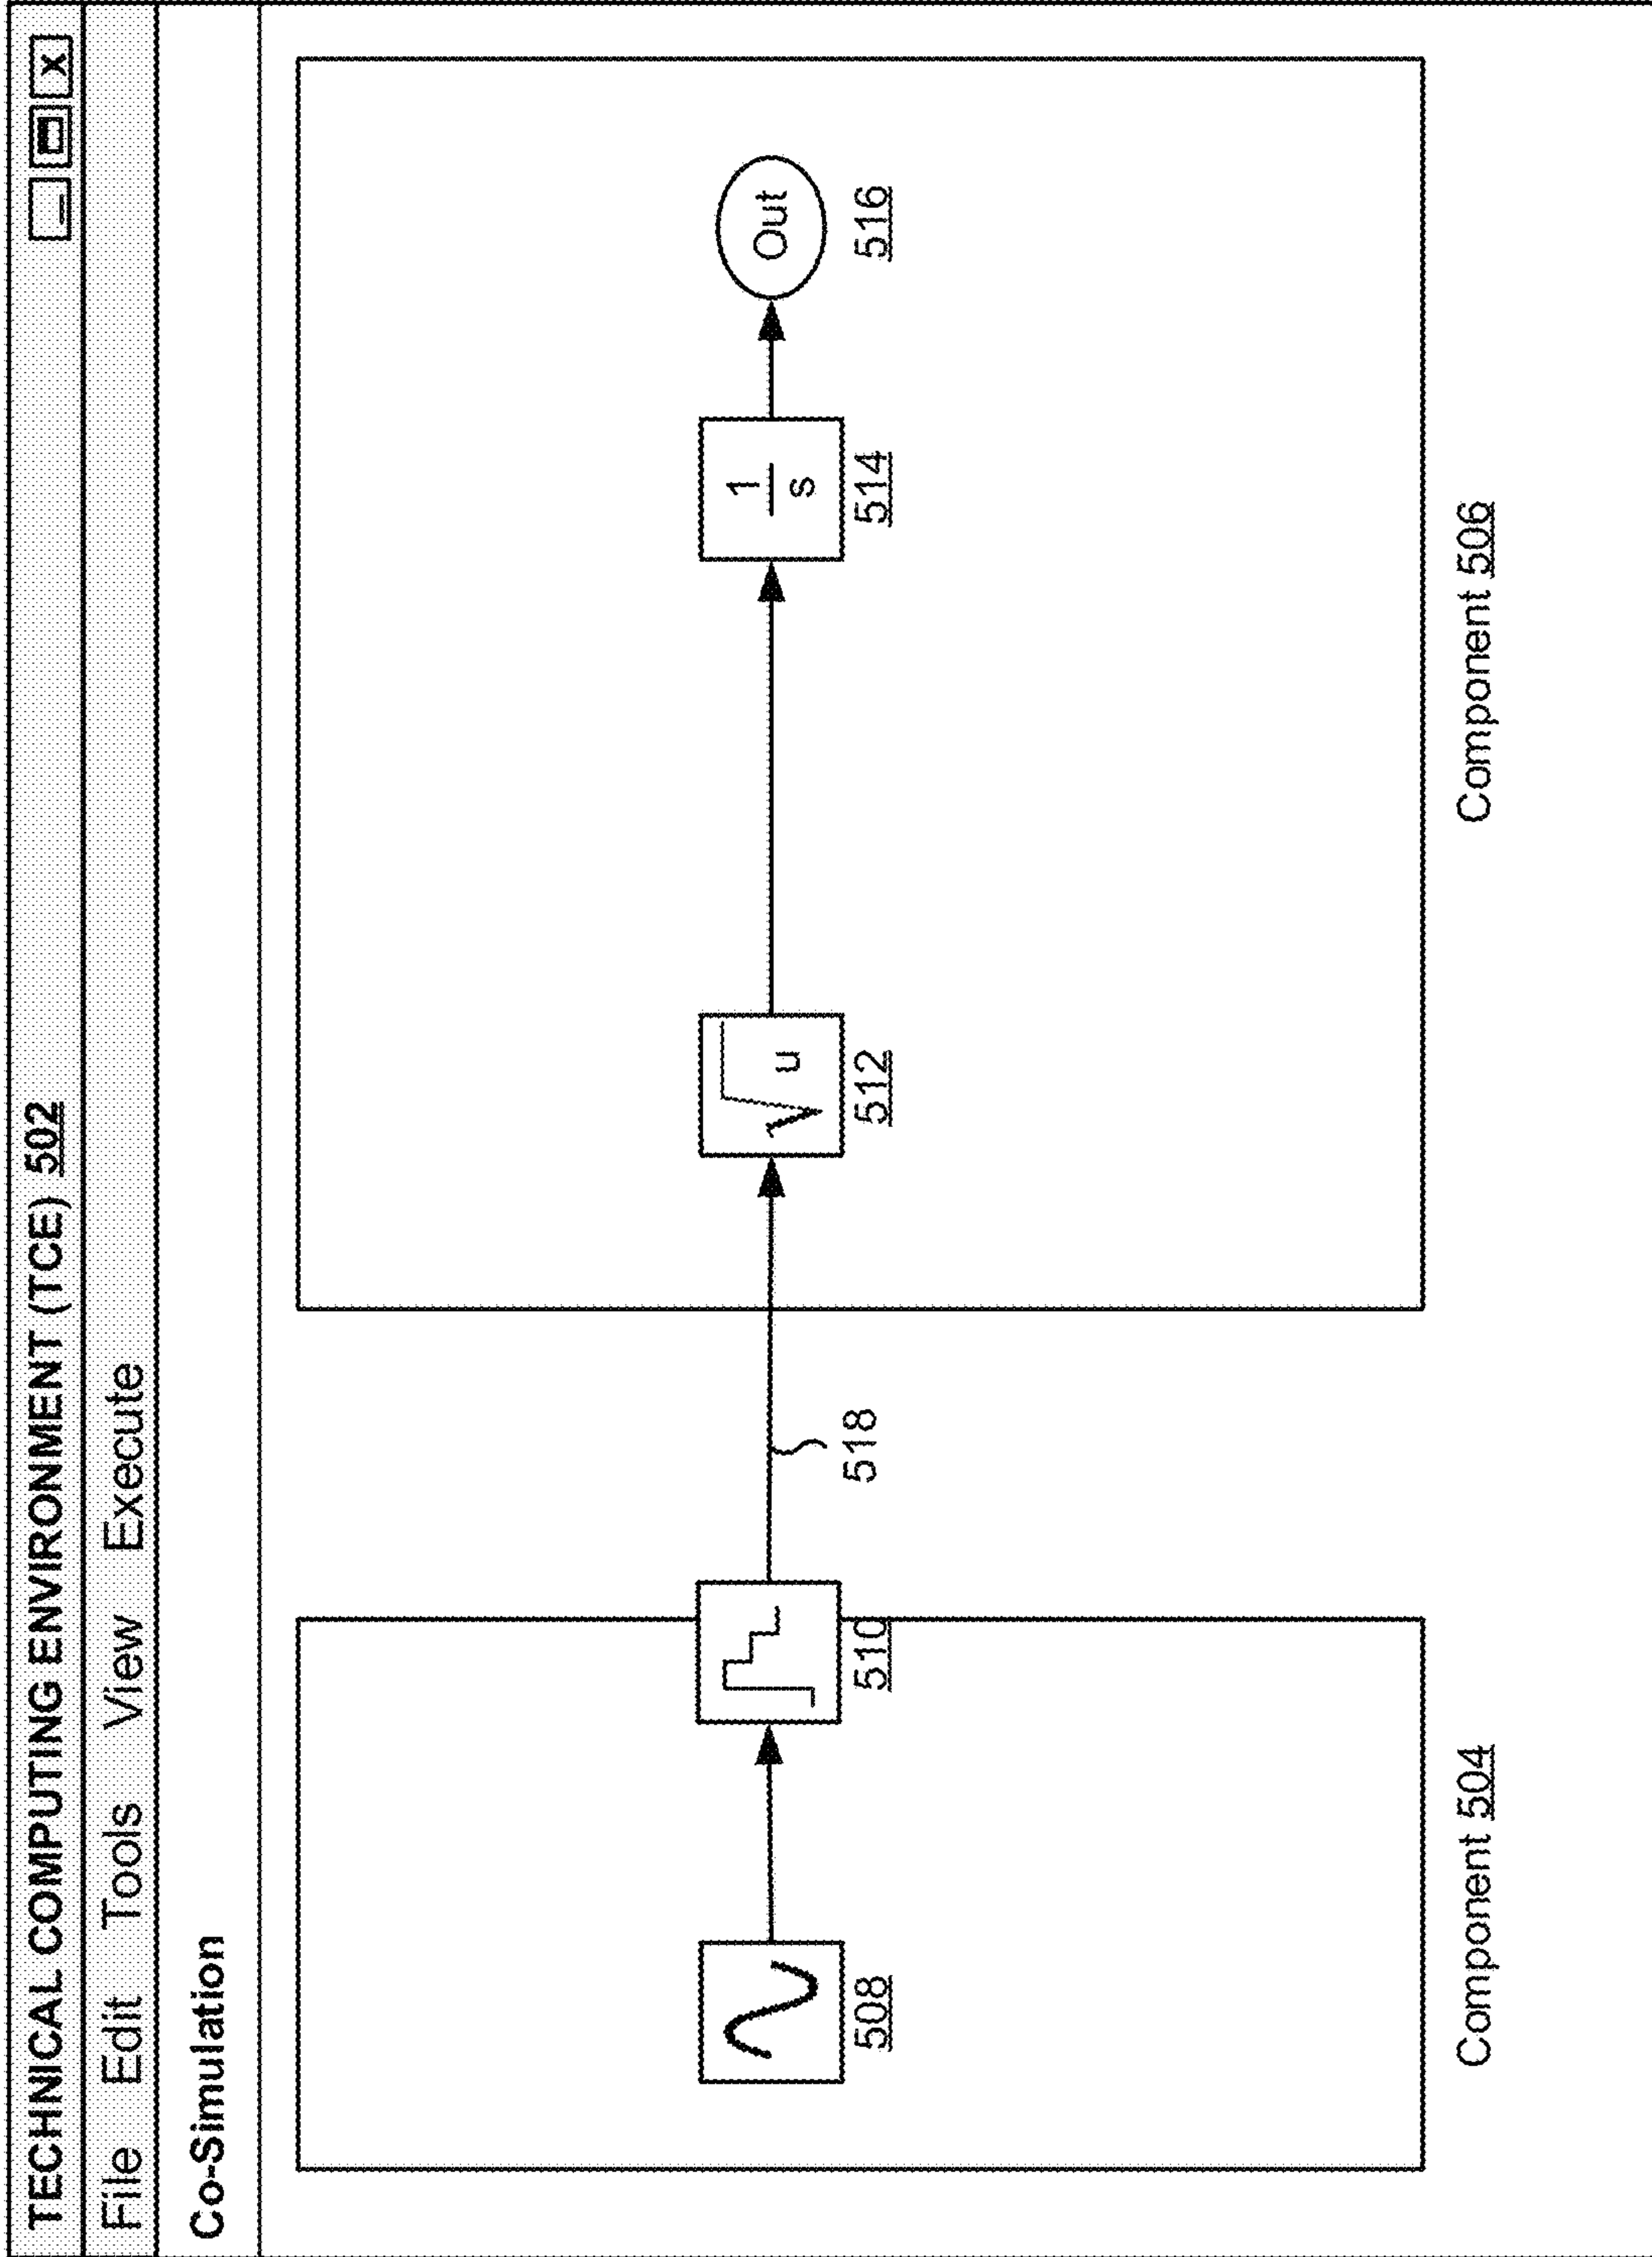 TECHNICAL COMPUTING ENVIRONMENT (TCE) 502
_ X
File Edit Tools View Execute
Co-Simulation
508
510
518
√u
512
1
s
514
Out
516
Component 504
Component 506